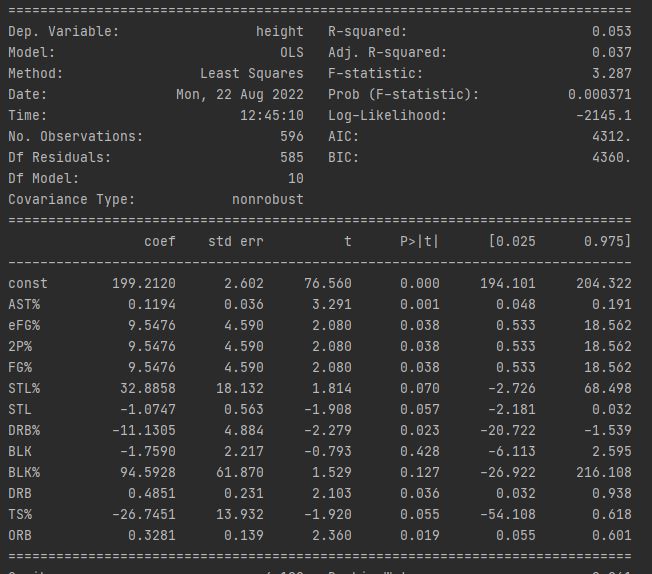 ==============================================================================
Dep. Variable: height R-squared: 0.053
Model: OLS Adj. R-squared: 0.037
Method: Least Squares F-statistic: 3.287
Date: Mon, 22 Aug 2022 Prob (F-statistic): 0.000371
Time: 12:45:10 Log-Likelihood: -2145.1
No. Observations: 596 AIC: 4312.
Df Residuals: 585 BIC: 4360.
Df Model: 10
Covariance Type: nonrobust
==============================================================================
coef std err t P>|t| [0.025 0.975]
------------------------------------------------------------------------------
const 199.2120 2.602 76.560 0.000 194.101 204.322
AST% 0.1194 0.036 3.291 0.001 0.048 0.191
eFG% 9.5476 4.590 2.080 0.038 0.533 18.562
2P% 9.5476 4.590 2.080 0.038 0.533 18.562
FG% 9.5476 4.590 2.080 0.038 0.533 18.562
STL% 32.8858 18.132 1.814 0.070 -2.726 68.498
STL -1.0747 0.563 -1.908 0.057 -2.181 0.032
DRB% -11.1305 4.884 -2.279 0.023 -20.722 -1.539
BLK -1.7590 2.217 -0.793 0.428 -6.113 2.595
BLK% 94.5928 61.870 1.529 0.127 -26.922 216.108
DRB 0.4851 0.231 2.103 0.036 0.032 0.938
TS% -26.7451 13.932 -1.920 0.055 -54.108 0.618
ORB 0.3281 0.139 2.360 0.019 0.055 0.601
==============================================================================